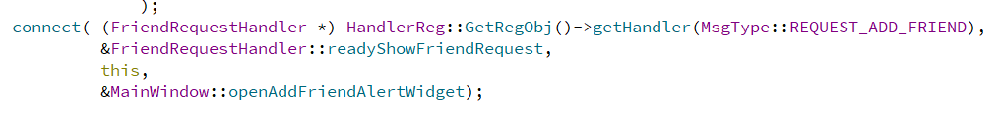 );
connect( (FriendRequestHandler *) HandlerReg::GetRegObj()->getHandler(MsgType::REQUEST_ADD_FRIEND),
&FriendRequestHandler::readyShowFriendRequest,
this,
&MainWindow::openAddFriendAlertWidget);